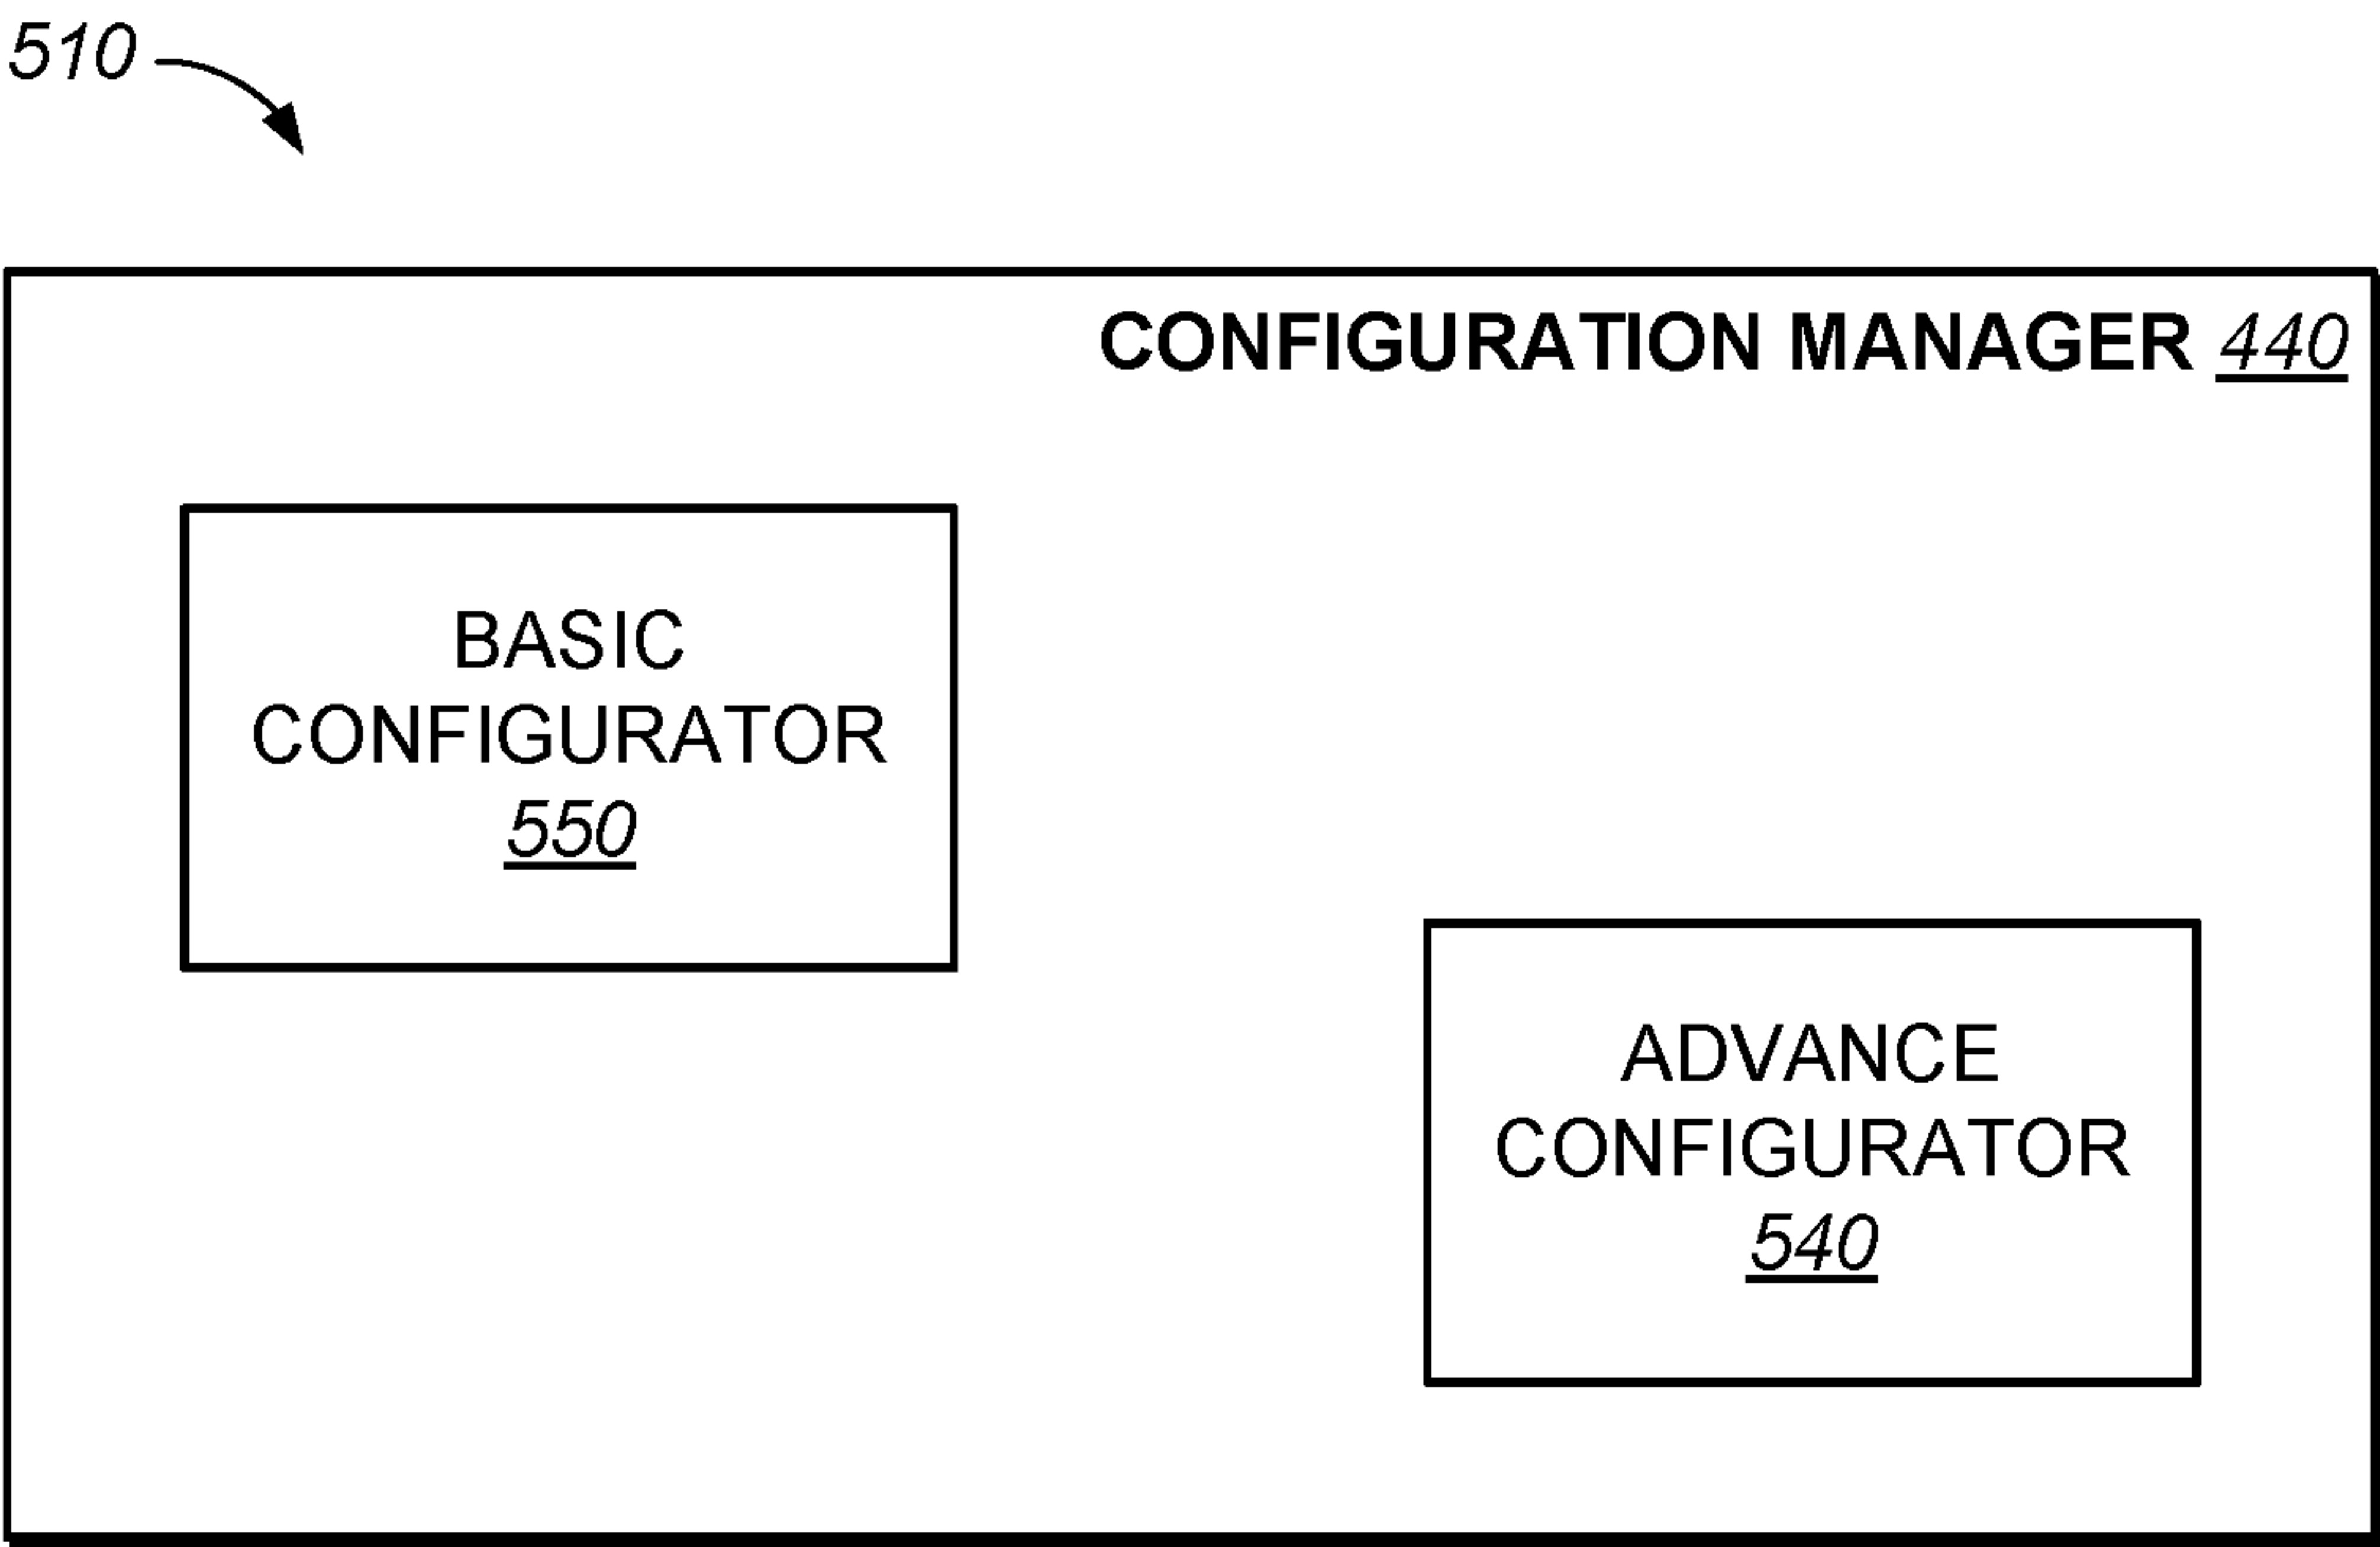 510
CONFIGURATION MANAGER 440
BASIC
CONFIGURATOR
550
ADVANCE
CONFIGURATOR
540